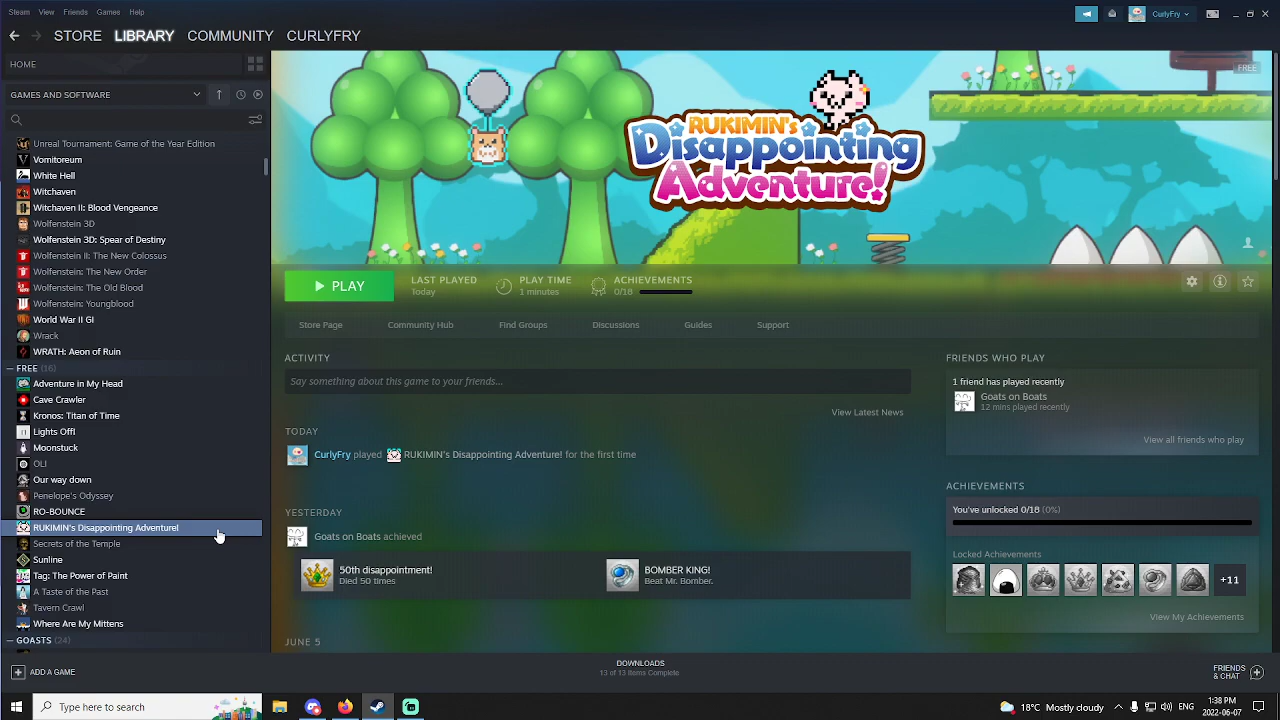 Steam View Friends Games Help
CurlyFry
STORE LIBRARY COMMUNITY CURLYFRY
HOME
GAMES AND SOFTWARE
Vomitoreum
White Hell
Witchaven
Witchaven II: Blood Vengeance
Wolfenstein 3D
Wolfenstein 3D: Spear of Destiny
Wolfenstein II: The New Colossus
Wolfenstein: The New Order
Wolfenstein: The Old Blood
Wolfenstein: Youngblood
World War II GI
Wrack
WRATH: Aeon of Ruin
FREE (16)
Adventure in My Head
Cave Crawler
Kronos: Titan of Time
Lights Off!
Moonstuck
OLI
Our way down
Penelope's Odyssey
RO-BOUNCE
RUKIMIN's Disappointing Adventure!
Secrets of the Temple
Sunline
Tag: The Power of Paint
A Taste of the Past
Tavern Crawl
Where Are My Mittens
GOASTS (24)
ADD A GAME
FREE
RUKIMIN's
Disappointing
Adventure!
PLAY
LAST PLAYED
Today
PLAY TIME
1 minutes
ACHIEVEMENTS
0/18
Store Page Community Hub Find Groups Discussions Guides Support
ACTIVITY
Say something about this game to your friends...
View Latest News
TODAY
CurlyFry played RUKIMIN's Disappointing Adventure! for the first time
YESTERDAY
Goats on Boats achieved
50th disappointment!
Died 50 times
BOMBER KING!
Beat Mr. Bomber.
JUNE 5
FRIENDS WHO PLAY
1 friend has played recently
Goats on Boats
12 mins played recently
View all friends who play
ACHIEVEMENTS
You've unlocked 0/18 (0%)
Locked Achievements
+11
View My Achievements
DOWNLOADS
13 of 13 Items Complete
FRIENDS
& CHAT
Type here to search
18°C Mostly cloudy
1:38 PM
2022-06-07